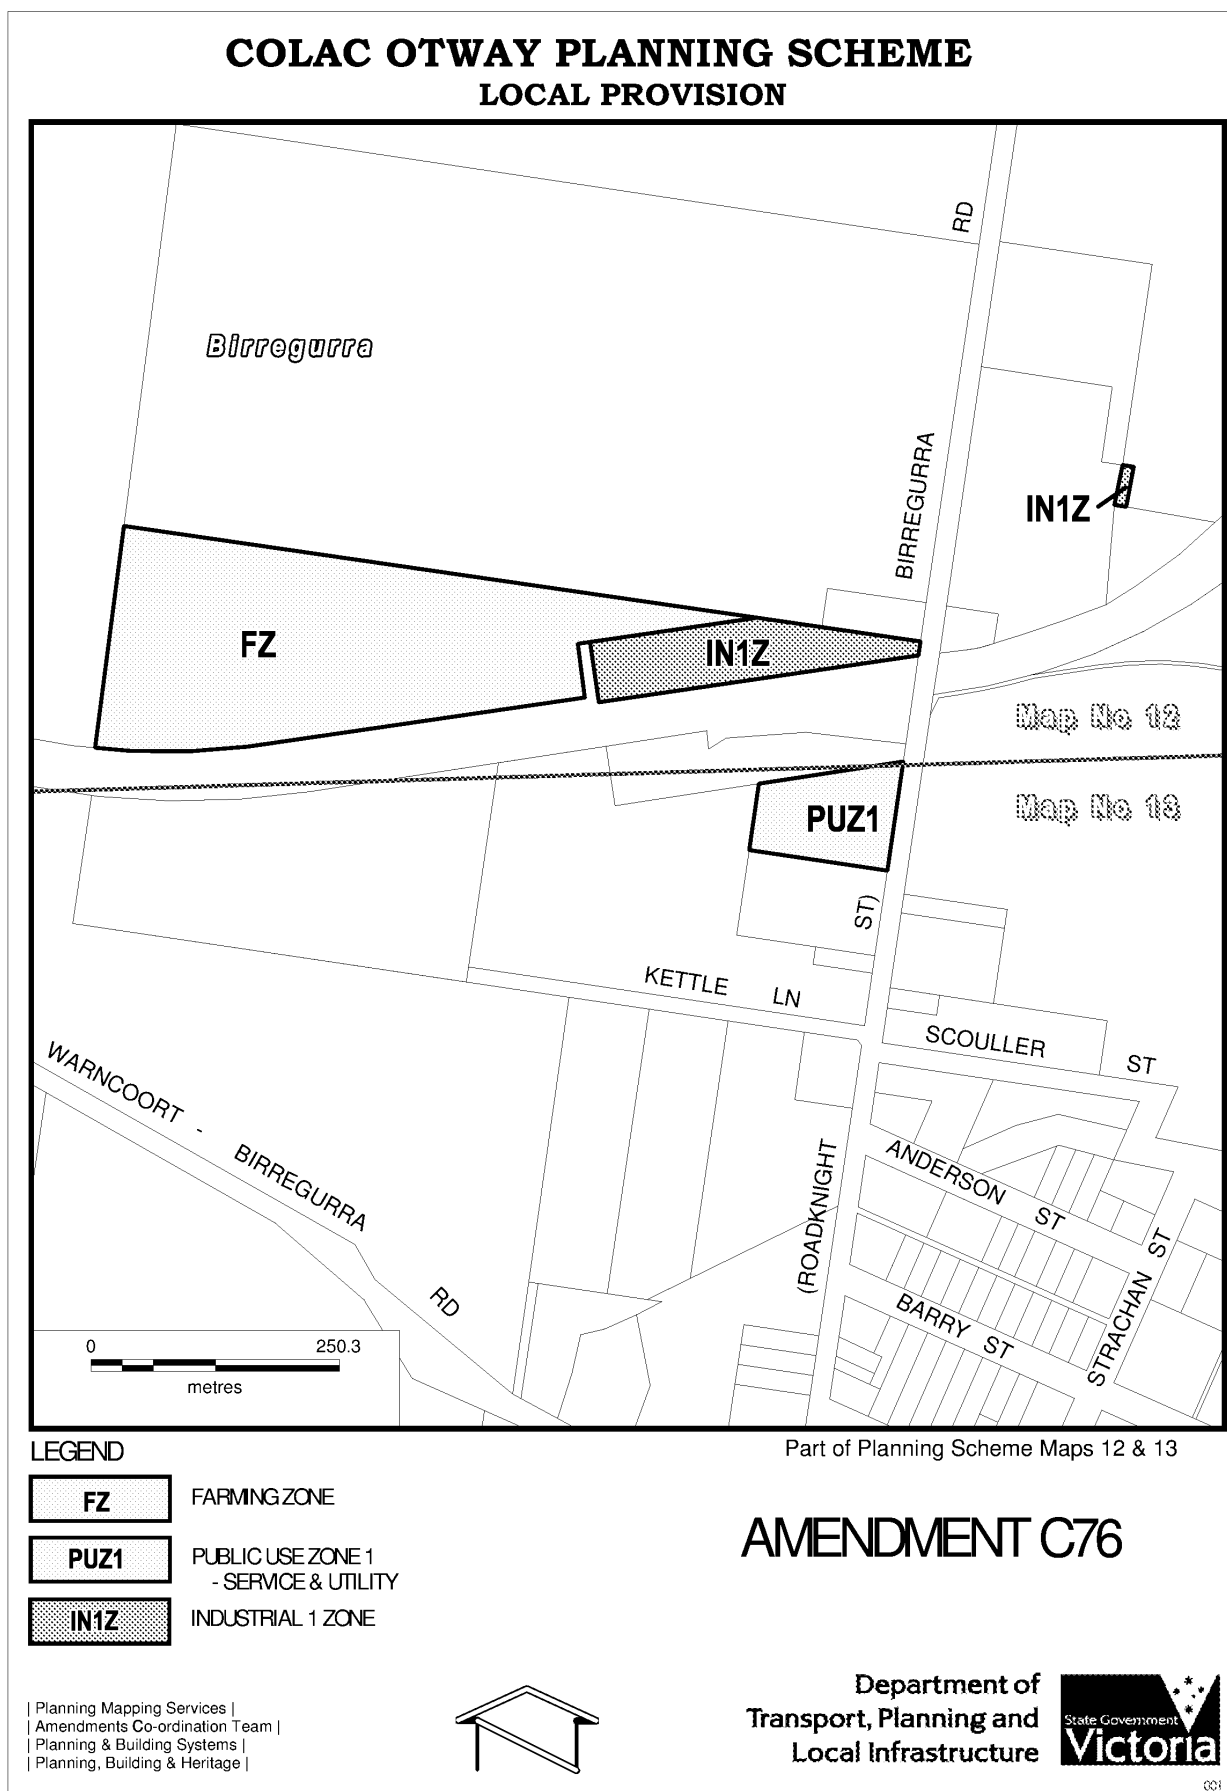 COLAC OTWAY PLANNING SCHEME
LOCAL PROVISION
RD
Birregurra
BIRREGURRA
IN1Z
FZ
IN1Z
Map No 12
Map No 13
PUZ1
ST)
KETTLE LN
SCOULLER ST
WARNCOORT - BIRREGURRA RD
ANDERSON ST
(ROADKNIGHT
STRACHAN ST
BARRY ST
0 250.3
metres
LEGEND
Part of Planning Scheme Maps 12 & 13
FZ FARMING ZONE
PUZ1 PUBLIC USE ZONE 1
- SERVICE & UTILITY
IN1Z INDUSTRIAL 1 ZONE
AMENDMENT C76
| Planning Mapping Services |
| Amendments Co-ordination Team |
| Planning & Building Systems |
| Planning, Building & Heritage |
Department of
Transport, Planning and
Local Infrastructure
State Government
Victoria
001